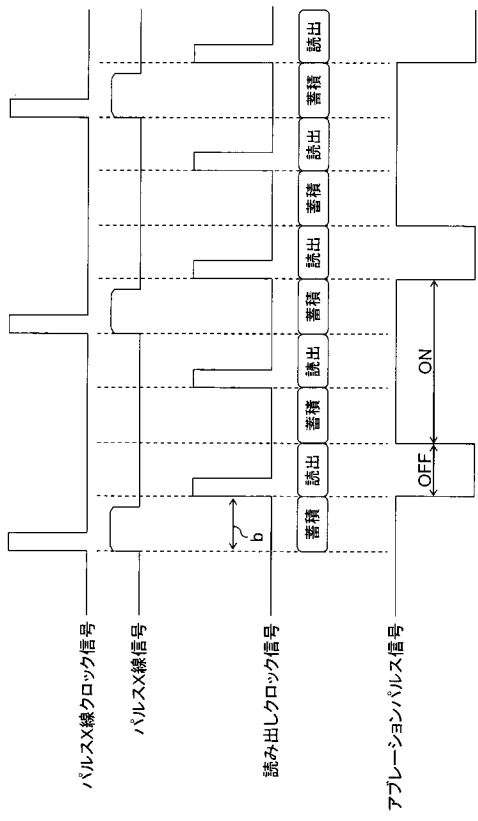 パルスX線クロック信号
パルスX線信号
読み出しクロック信号
b
蓄積 読出 蓄積 読出 蓄積 読出 蓄積 読出 蓄積 読出
アブレーションパルス信号
OFF ON